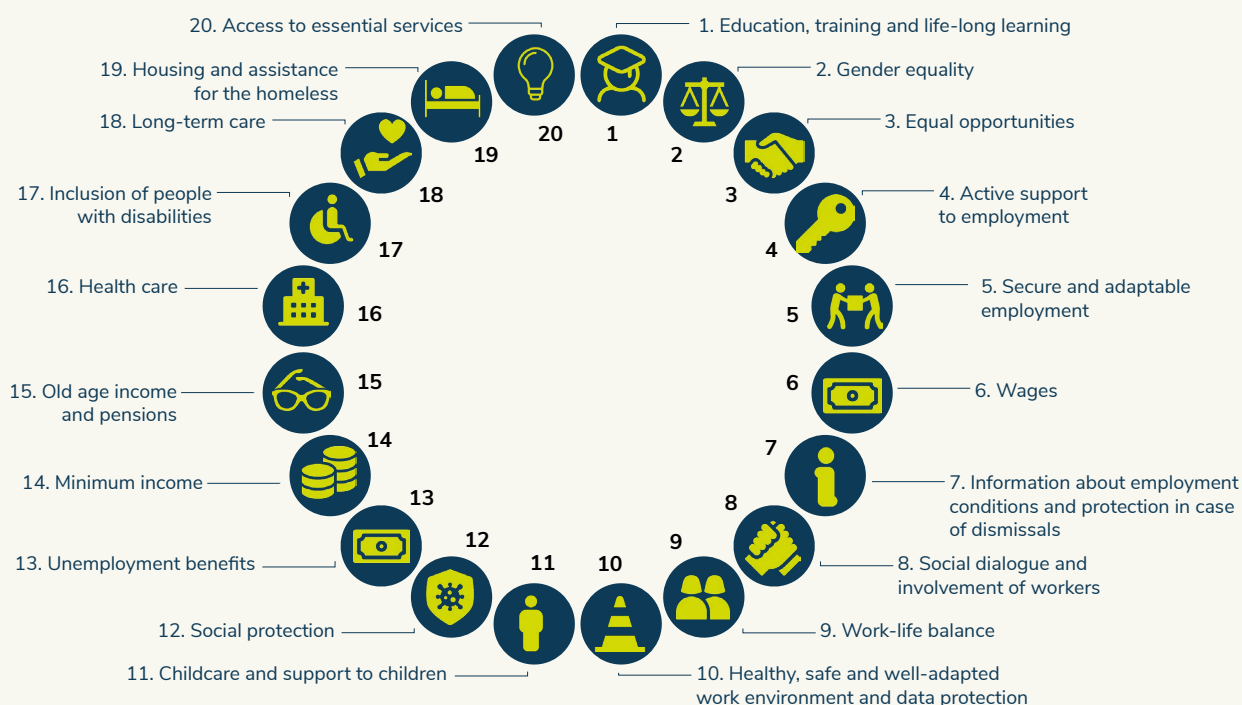 20. Access to essential services
1. Education, training and life-long learning
19. Housing and assistance
for the homeless
2. Gender equality
18. Long-term care
3. Equal opportunities
17. Inclusion of people
with disabilities
4. Active support
to employment
16. Health care
5. Secure and adaptable
employment
15. Old age income
and pensions
6. Wages
14. Minimum income
7. Information about employment
conditions and protection in case
of dismissals
13. Unemployment benefits
8. Social dialogue and
involvement of workers
12. Social protection
9. Work-life balance
11. Childcare and support to children
10. Healthy, safe and well-adapted
work environment and data protection
20
1
19
2
18
3
17
4
16
5
15
6
14
7
13
8
12
9
11
10